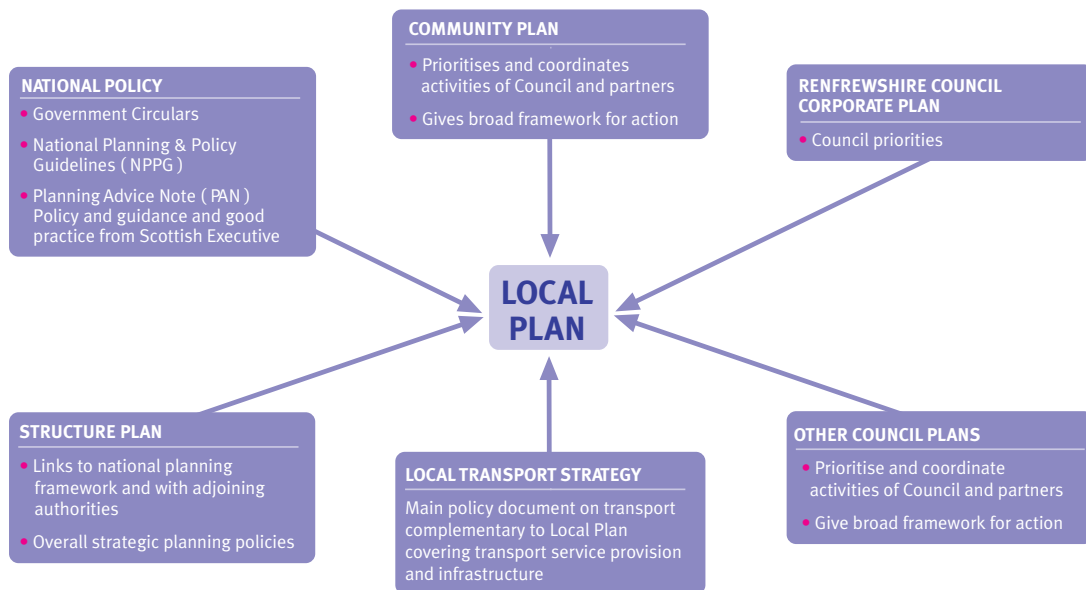 COMMUNITY PLAN
• Prioritises and coordinates
activities of Council and partners
• Gives broad framework for action
NATIONAL POLICY
• Government Circulars
• National Planning & Policy
Guidelines ( NPPG )
• Planning Advice Note ( PAN )
Policy and guidance and good
practice from Scottish Executive
RENFREWSHIRE COUNCIL
CORPORATE PLAN
• Council priorities
LOCAL
PLAN
STRUCTURE PLAN
• Links to national planning
framework and with adjoining
authorities
• Overall strategic planning policies
LOCAL TRANSPORT STRATEGY
Main policy document on transport
complementary to Local Plan
covering transport service provision
and infrastructure
OTHER COUNCIL PLANS
• Prioritise and coordinate
activities of Council and partners
• Give broad framework for action